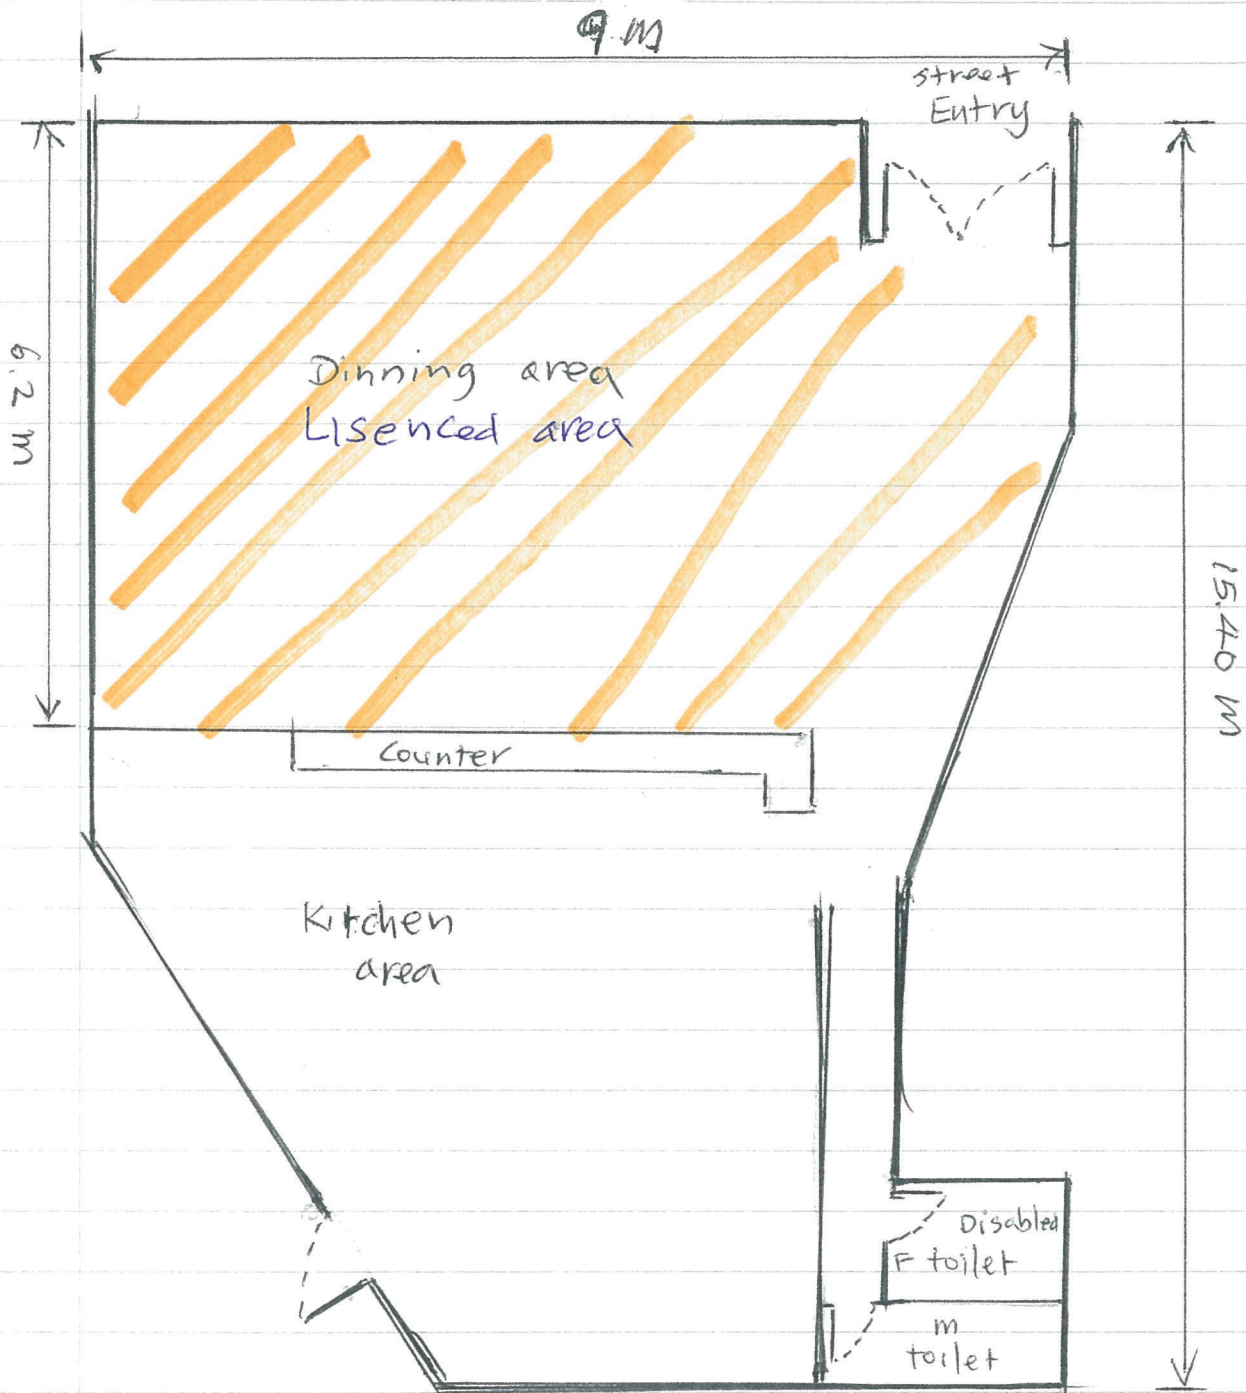 9 m
street
Entry
6.2 m
Dinning area
LIsenced area
15.40 m
Counter
Kitchen
area
Disabled
F toilet
m
toilet